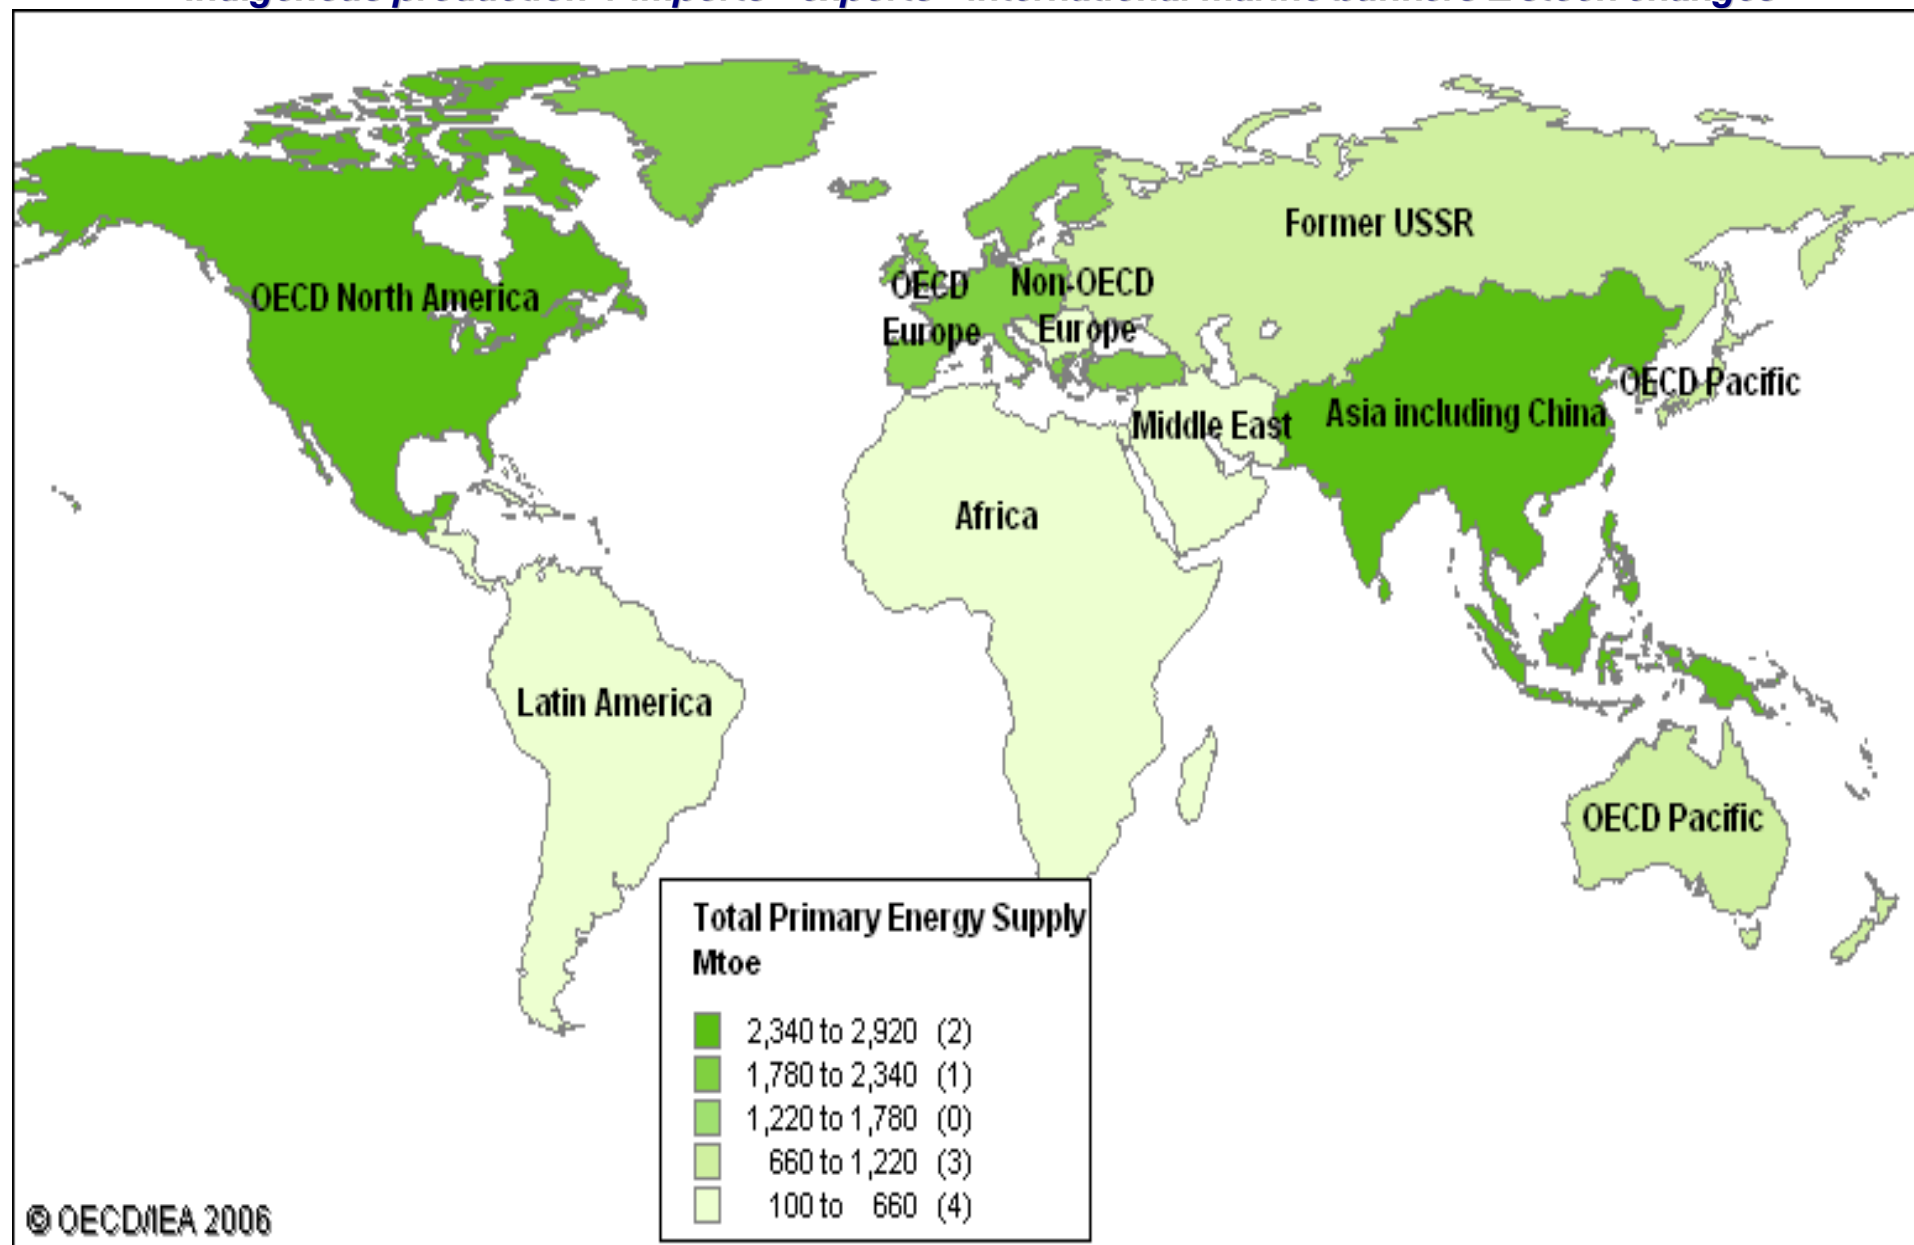 OECD North America
Former USSR
OECD
Europe
Non-OECD
Europe
OECD Pacific
Asia including China
Middle East
Africa
Latin America
OECD Pacific
Total Primary Energy Supply
Mtoe
2,340 to 2,920 (2)
1,780 to 2,340 (1)
1,220 to 1,780 (0)
660 to 1,220 (3)
100 to 660 (4)
© OECD/IEA 2006